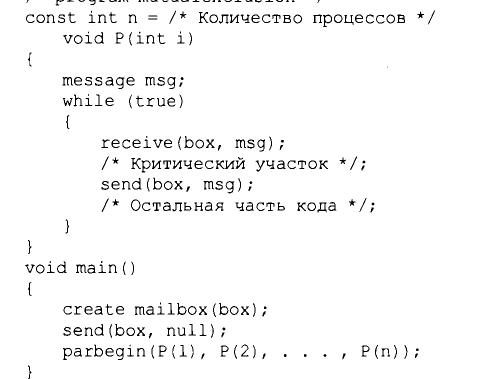 const int n = /* Количество процессов */
void P(int i)
{
message msg;
while (true)
{
receive(box, msg);
/* Критический участок */;
send(box, msg);
/* Остальная часть кода */;
}
}
void main()
{
create mailbox(box);
send(box, null);
parbegin(P(1), P(2), . . . , P(n));
}